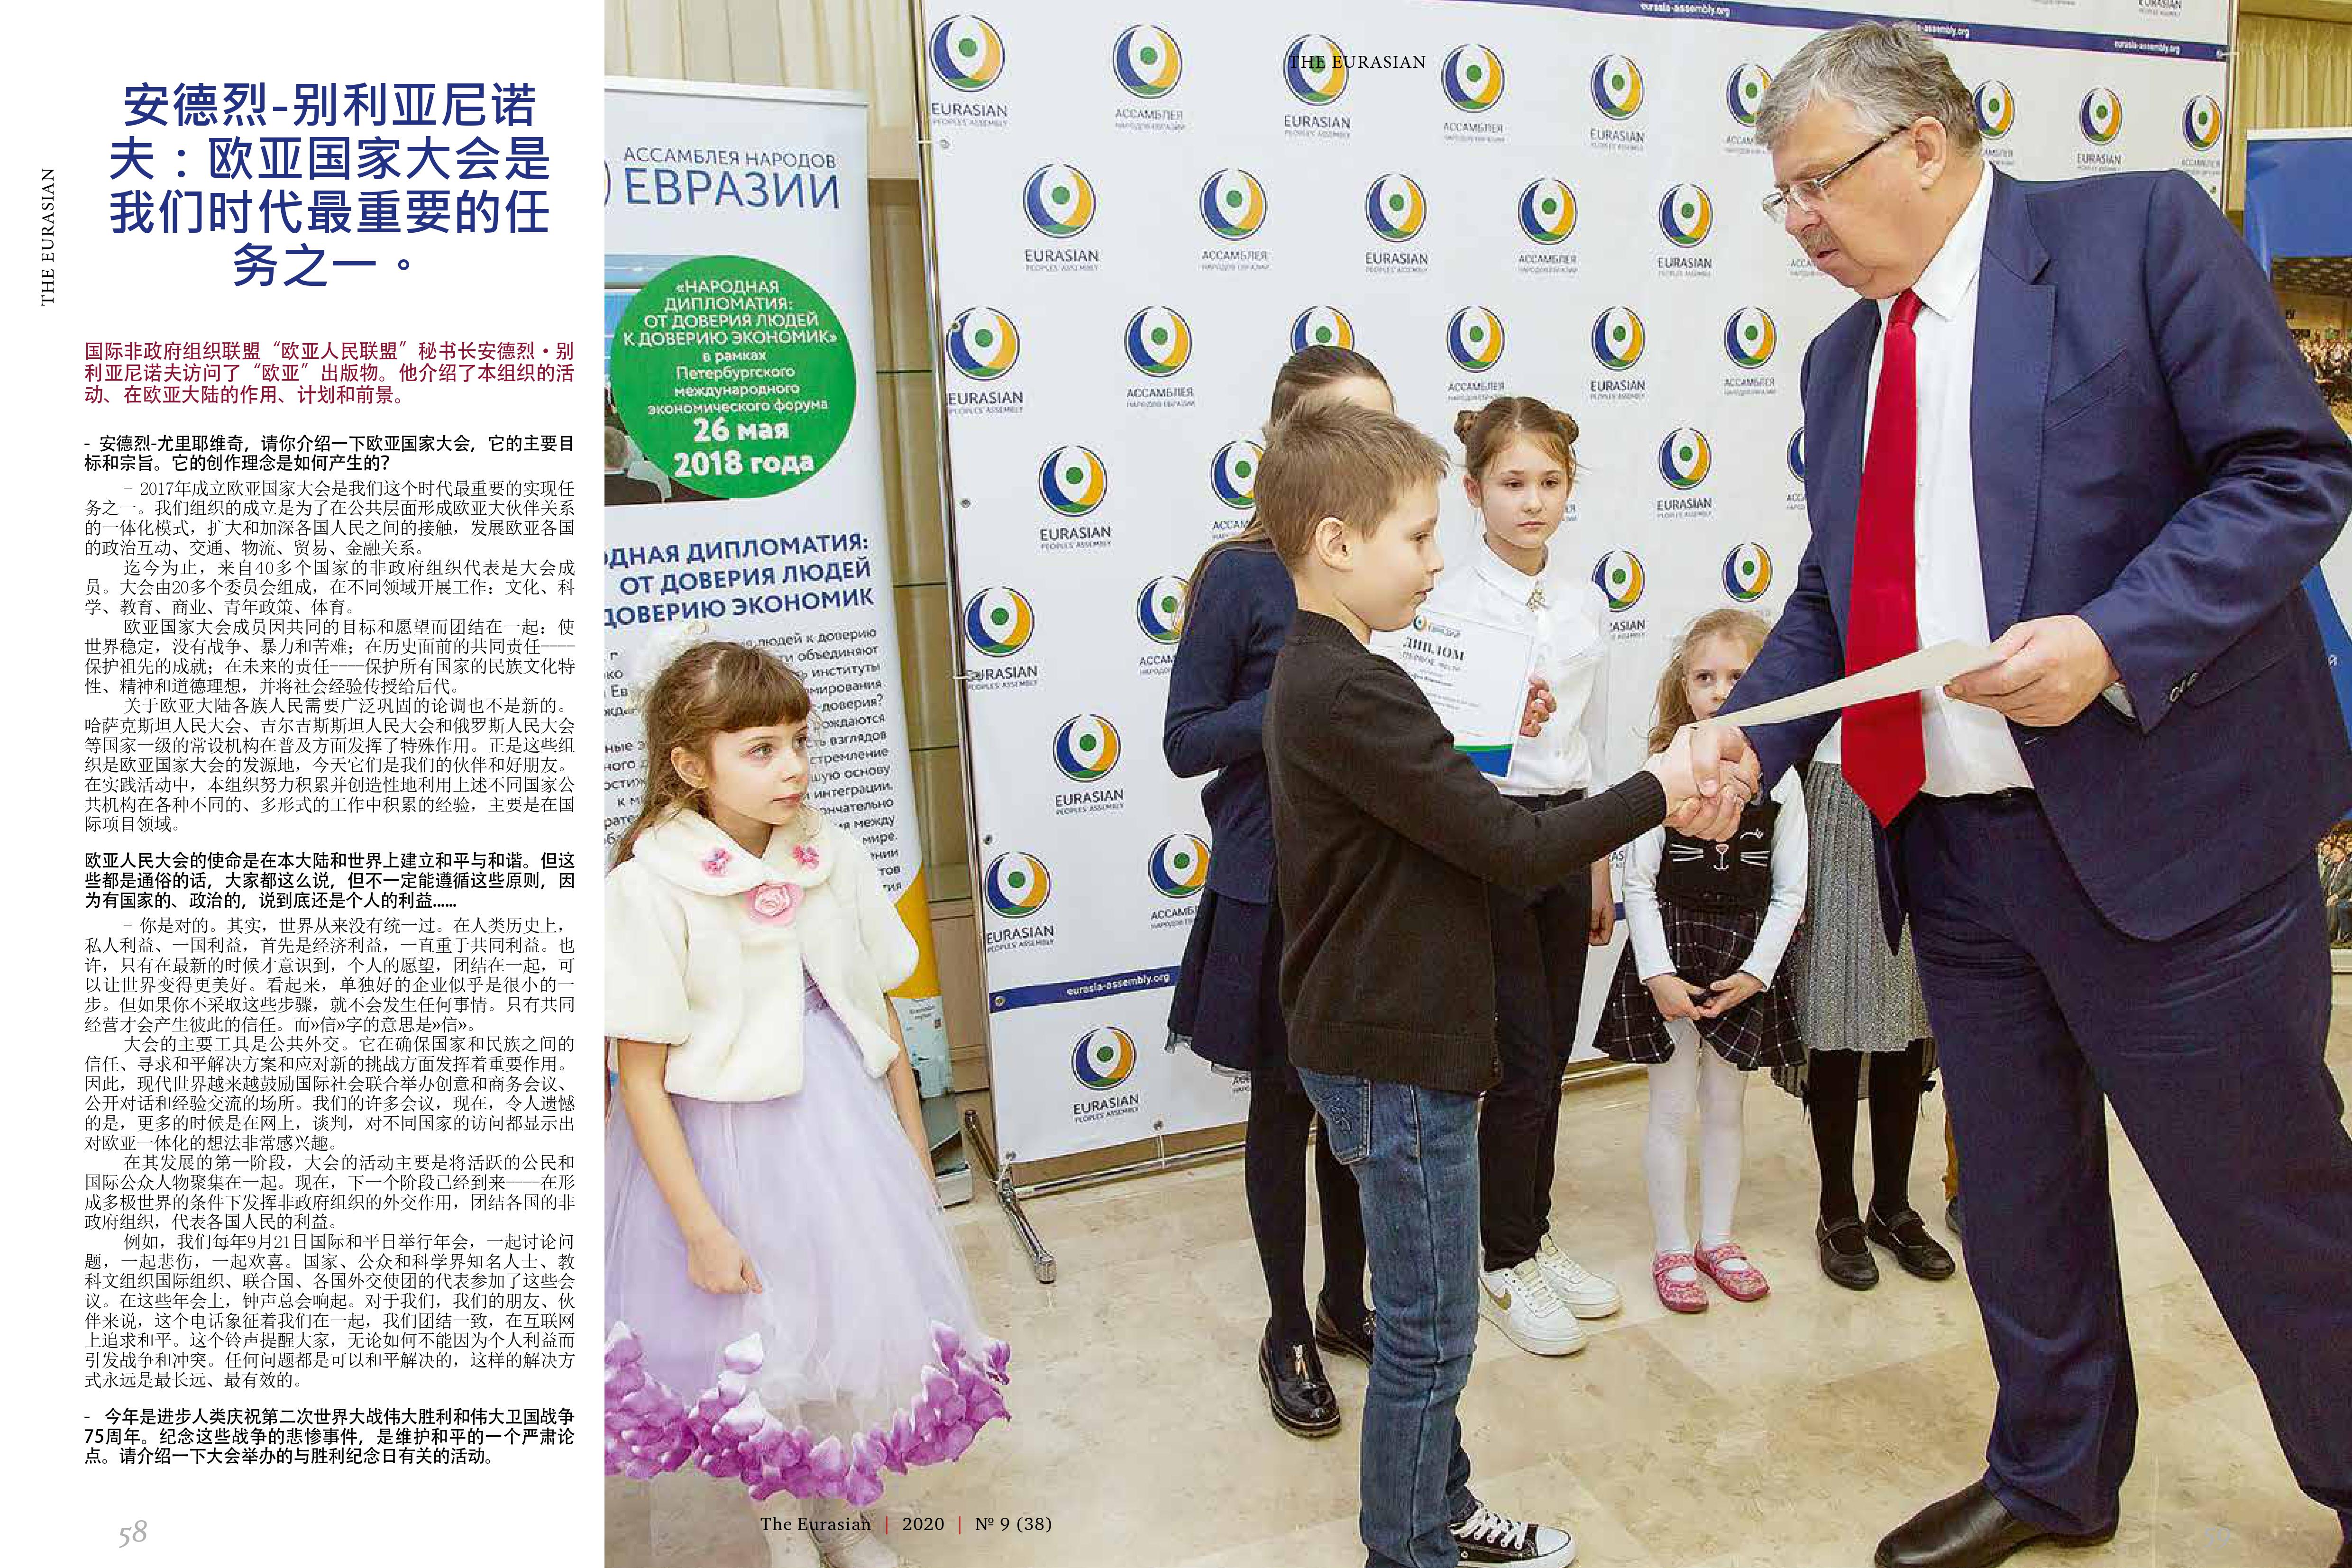 THE EURASIAN
安德烈-别利亚尼诺
夫：欧亚国家大会是
我们时代最重要的任
务之一。
国际非政府组织联盟“欧亚人民联盟”秘书长安德烈·别
利亚尼诺夫访问了“欧亚”出版物。他介绍了本组织的活
动、在欧亚大陆的作用、计划和前景。
- 安德烈-尤里耶维奇，请你介绍一下欧亚国家大会，它的主要目
标和宗旨。它的创作理念是如何产生的？
- 2017年成立欧亚国家大会是我们这个时代最重要的实现任
务之一。我们组织的成立是为了在公共层面形成欧亚大伙伴关系
的一体化模式，扩大和加深各国人民之间的接触，发展欧亚各国
的政治互动、交通、物流、贸易、金融关系。
迄今为止，来自40多个国家的非政府组织代表是大会成
员。大会由20多个委员会组成，在不同领域开展工作：文化、科
学、教育、商业、青年政策、体育。
欧亚国家大会成员因共同的目标和愿望而团结在一起：使
世界稳定，没有战争、暴力和苦难；在历史面前的共同责任——
保护祖先的成就；在未来的责任——保护所有国家的民族文化特
性、精神和道德理想，并将社会经验传授给后代。
关于欧亚大陆各族人民需要广泛巩固的论调也不是新的。
哈萨克斯坦人民大会、吉尔吉斯斯坦人民大会和俄罗斯人民大会
等国家一级的常设机构在普及方面发挥了特殊作用。正是这些组
织是欧亚国家大会的发源地，今天它们是我们的伙伴和好朋友。
在实践活动中，本组织努力积累并创造性地利用上述不同国家公
共机构在各种不同的、多形式的工作中积累的经验，主要是在国
际项目领域。
欧亚人民大会的使命是在本大陆和世界上建立和平与和谐。但这
些都是通俗的话，大家都这么说，但不一定能遵循这些原则，因
为有国家的、政治的，说到底还是个人的利益……
- 你是对的。其实，世界从来没有统一过。在人类历史上，
私人利益、一国利益，首先是经济利益，一直重于共同利益。也
许，只有在最新的时候才意识到，个人的愿望，团结在一起，可
以让世界变得更美好。看起来，单独好的企业似乎是很小的一
步。但如果你不采取这些步骤，就不会发生任何事情。只有共同
经营才会产生彼此的信任。而»信»字的意思是»信»。
大会的主要工具是公共外交。它在确保国家和民族之间的
信任、寻求和平解决方案和应对新的挑战方面发挥着重要作用。
因此，现代世界越来越鼓励国际社会联合举办创意和商务会议、
公开对话和经验交流的场所。我们的许多会议，现在，令人遗憾
的是，更多的时候是在网上，谈判，对不同国家的访问都显示出
对欧亚一体化的想法非常感兴趣。
在其发展的第一阶段，大会的活动主要是将活跃的公民和
国际公众人物聚集在一起。现在，下一个阶段已经到来——在形
成多极世界的条件下发挥非政府组织的外交作用，团结各国的非
政府组织，代表各国人民的利益。
例如，我们每年9月21日国际和平日举行年会，一起讨论问
题，一起悲伤，一起欢喜。国家、公众和科学界知名人士、教
科文组织国际组织、联合国、各国外交使团的代表参加了这些会
议。在这些年会上，钟声总会响起。对于我们，我们的朋友、伙
伴来说，这个电话象征着我们在一起，我们团结一致，在互联网
上追求和平。这个铃声提醒大家，无论如何不能因为个人利益而
引发战争和冲突。任何问题都是可以和平解决的，这样的解决方
式永远是最长远、最有效的。
- 今年是进步人类庆祝第二次世界大战伟大胜利和伟大卫国战争
75周年。纪念这些战争的悲惨事件，是维护和平的一个严肃论
点。请介绍一下大会举办的与胜利纪念日有关的活动。
58
The Eurasian | 2020 | № 9 (38)
THE EURASIAN
АССАМБЛЕЯ НАРОДОВ
ЕВРАЗИИ
«НАРОДНАЯ
ДИПЛОМАТИЯ:
ОТ ДОВЕРИЯ ЛЮДЕЙ
К ДОВЕРИЮ ЭКОНОМИК»
в рамках
Петербургского
международного
экономического форума
26 мая
2018 года
ДИПЛОМАТИЯ:
ОТ ДОВЕРИЯ ЛЮДЕЙ
ДОВЕРИЮ ЭКОНОМИК
людей к доверию
объединяют
институты
EURASIAN
PEOPLES' ASSEMBLY
АССАМБЛЕЯ
НАРОДОВ ЕВРАЗИИ
eurasia-assembly.org
ДИПЛОМ